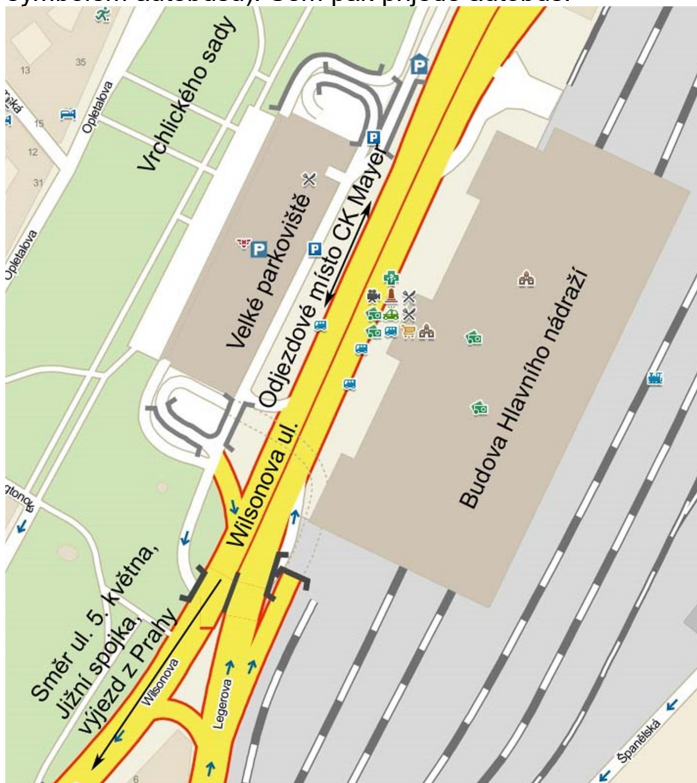 symbolem autobusu). Sem pak přijede autobus.
Vrchlického sady
Opletalova
13
35
15
12
31
Opletalova
P
P
P
P
Velké parkoviště
Odjezdové místo CK Mayer
Budova Hlavního nádraží
Wilsonova ul.
Směr ul. 5. května,
Jižní spojka,
výjezd z Prahy
Wilsonova
Legerova
Španělská
6